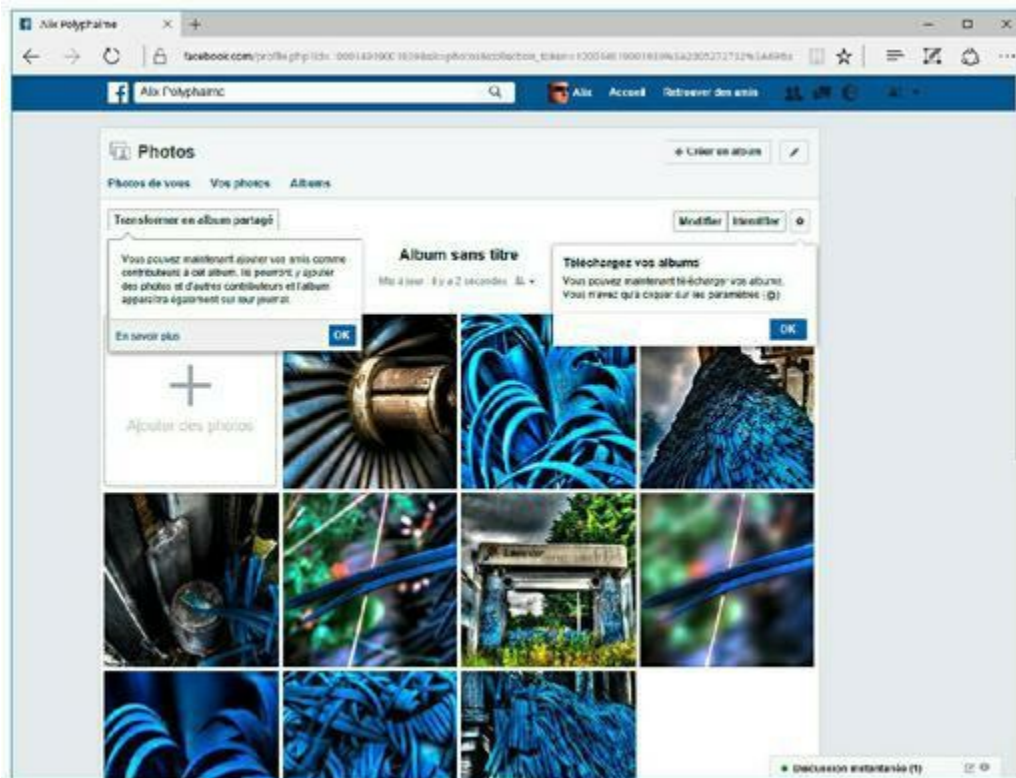 Alix Polyphame
facebook.com/profile.php?id=
Alix Polyphame
Alix Accueil Retrouver des amis
Photos
+ Créer un album
Photos de vous Vos photos Albums
Transformer en album partagé
Modifier Identifier
Vous pouvez maintenant ajouter vos amis comme
contributeurs à cet album. Ils pourront y ajouter
des photos et d'autres contributeurs et l'album
apparaîtra également sur leur journal.
En savoir plus
OK
Album sans titre
Mis à jour il y a 2 secondes
Téléchargez vos albums
Vous pouvez maintenant télécharger vos albums.
Vous n'avez qu'à cliquer sur les paramètres
OK
Ajouter des photos
Discussion instantanée (1)